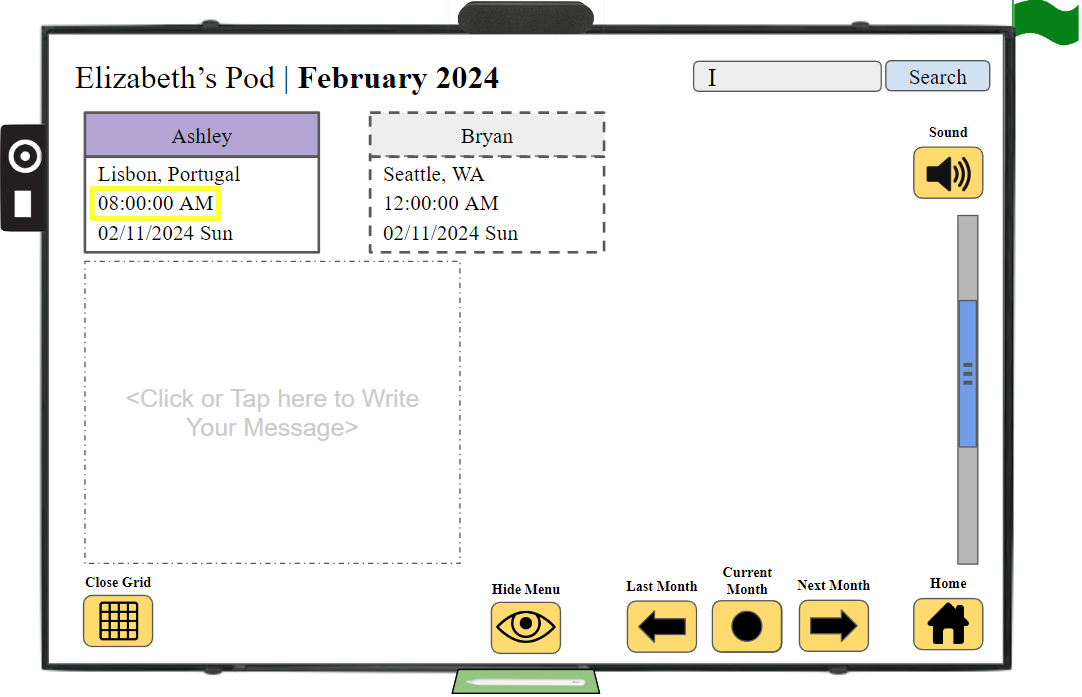 Elizabeth’s Pod | February 2024
Search
Ashley
Lisbon, Portugal
08:00:00 AM
02/11/2024 Sun
Bryan
Seattle, WA
12:00:00 AM
02/11/2024 Sun
Sound
<Click or Tap here to Write
Your Message>
Close Grid
Hide Menu
Last Month
Current
Month
Next Month
Home